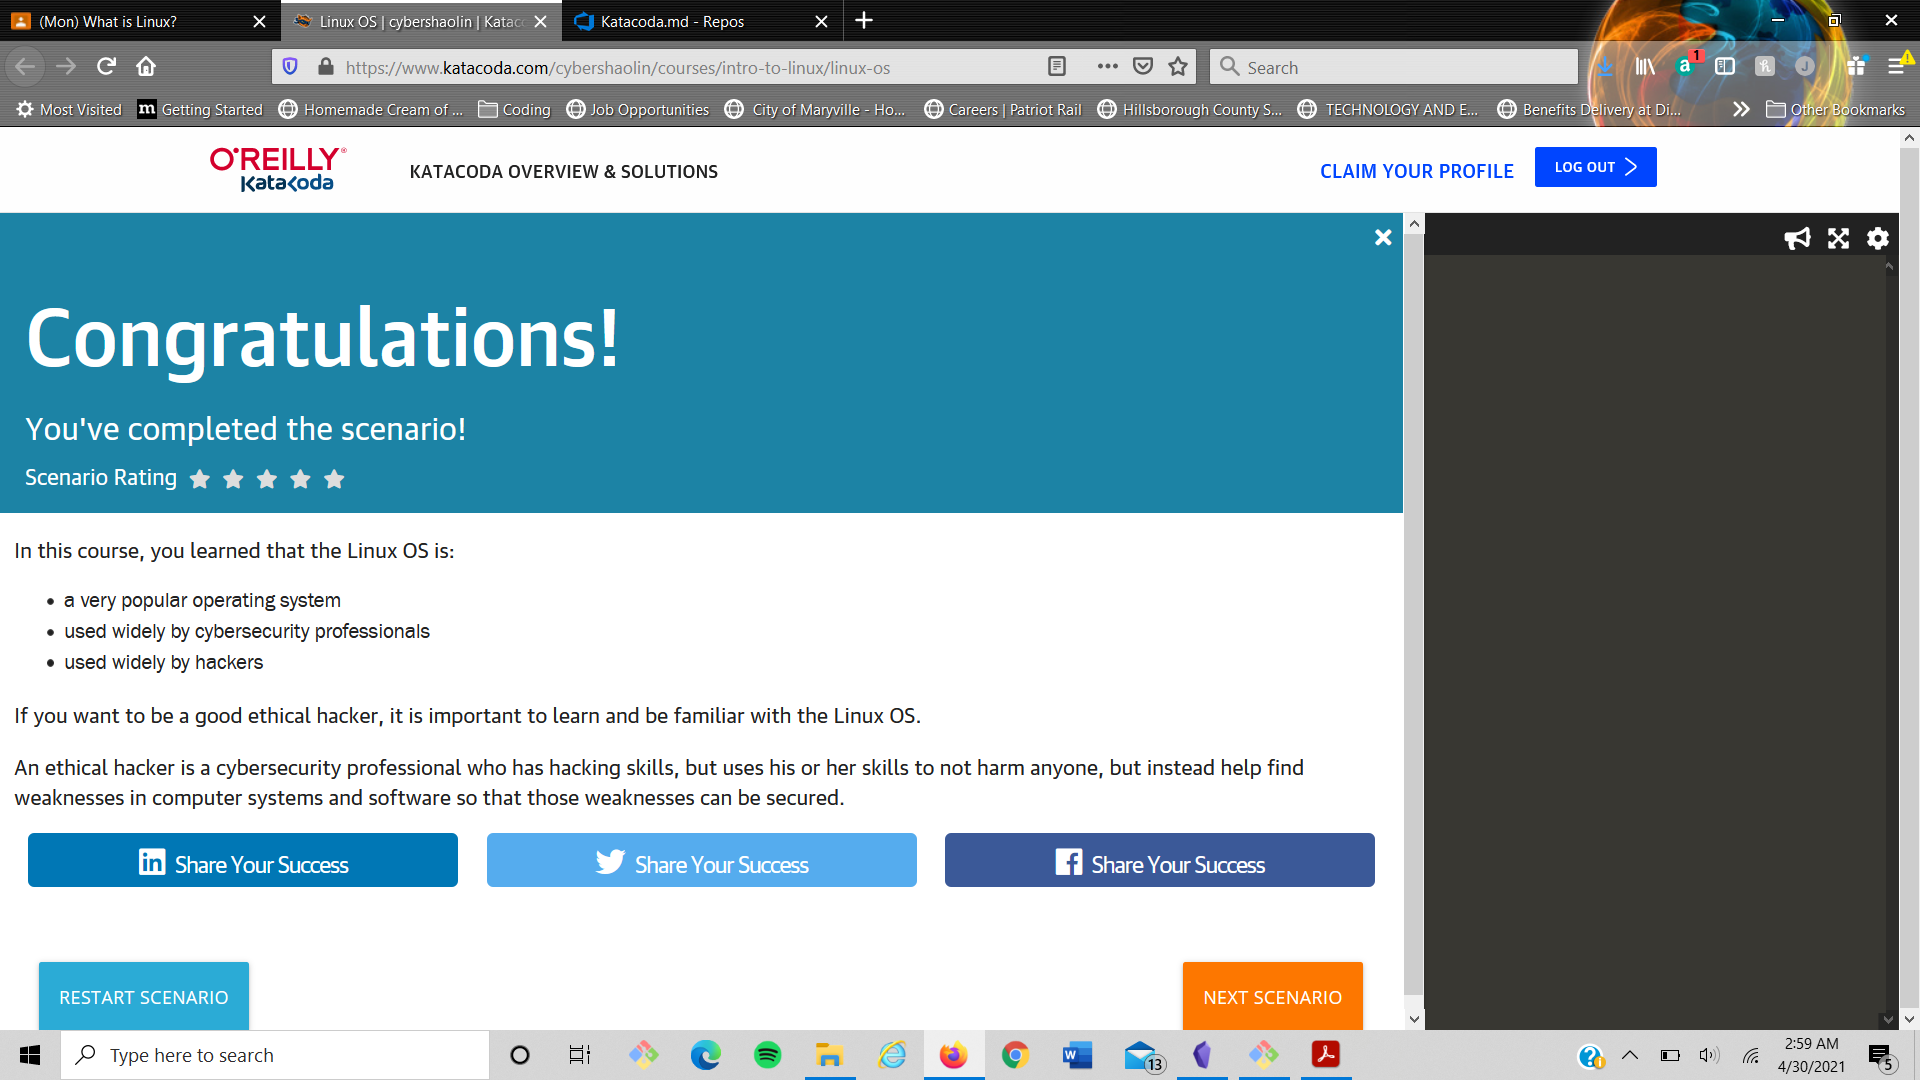 (Mon) What is Linux?
Linux OS | cybershaolin | Katac
Katacoda.md - Repos
https://www.katacoda.com/cybershaolin/courses/intro-to-linux/linux-os
Search
1
Most Visited
Getting Started
Homemade Cream of ...
Coding
Job Opportunities
City of Maryville - Ho...
Careers | Patriot Rail
Hillsborough County S...
TECHNOLOGY AND E...
Benefits Delivery at Di...
Other Bookmarks
O'REILLY®
Katacoda
KATACODA OVERVIEW & SOLUTIONS
CLAIM YOUR PROFILE
LOG OUT
Congratulations!
You've completed the scenario!
Scenario Rating
In this course, you learned that the Linux OS is:
• a very popular operating system
• used widely by cybersecurity professionals
• used widely by hackers
If you want to be a good ethical hacker, it is important to learn and be familiar with the Linux OS.
An ethical hacker is a cybersecurity professional who has hacking skills, but uses his or her skills to not harm anyone, but instead help find
weaknesses in computer systems and software so that those weaknesses can be secured.
Share Your Success
Share Your Success
Share Your Success
RESTART SCENARIO
NEXT SCENARIO
Type here to search
13
2:59 AM
4/30/2021
5